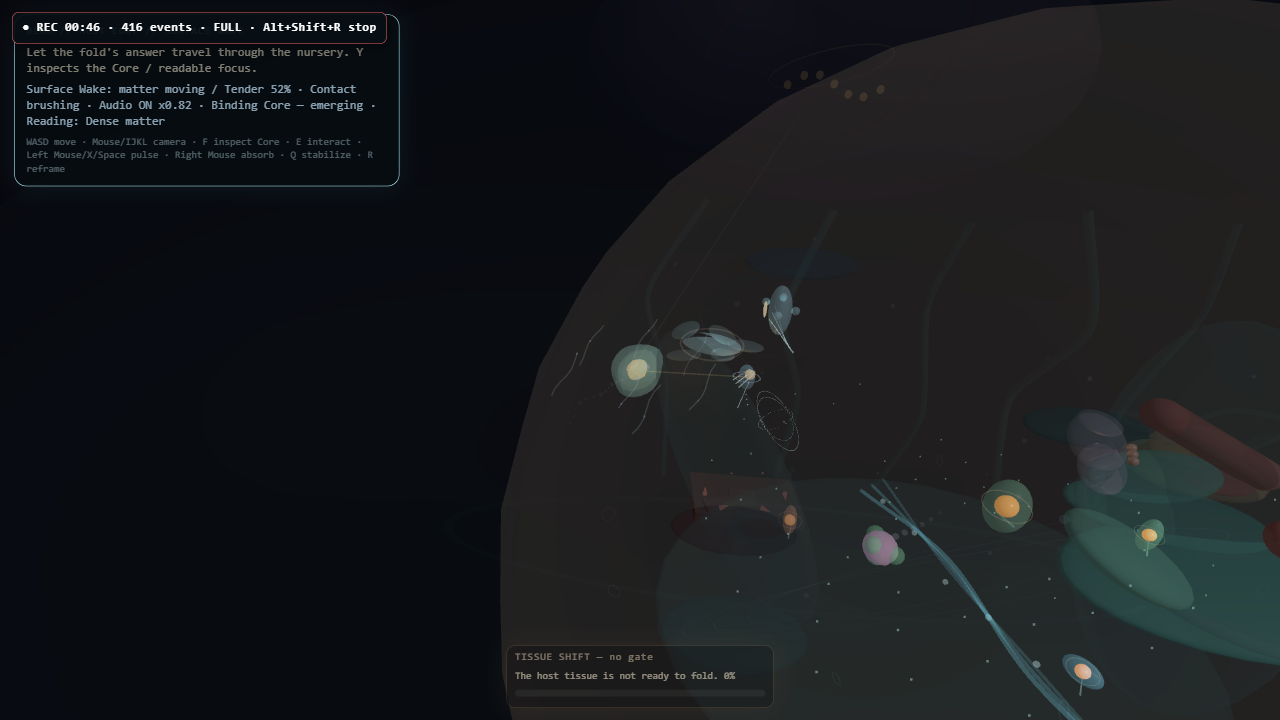 ● REC 00:46 · 416 events · FULL · Alt+Shift+R stop
Let the fold's answer travel through the nursery. Y
inspects the Core / readable focus.
Surface Wake: matter moving / Tender 52% · Contact
brushing · Audio ON x0.82 · Binding Core — emerging ·
Reading: Dense matter
WASD move · Mouse/IJKL camera · F inspect Core · E interact ·
Left Mouse/X/Space pulse · Right Mouse absorb · Q stabilize · R
reframe
TISSUE SHIFT — no gate
The host tissue is not ready to fold. 0%